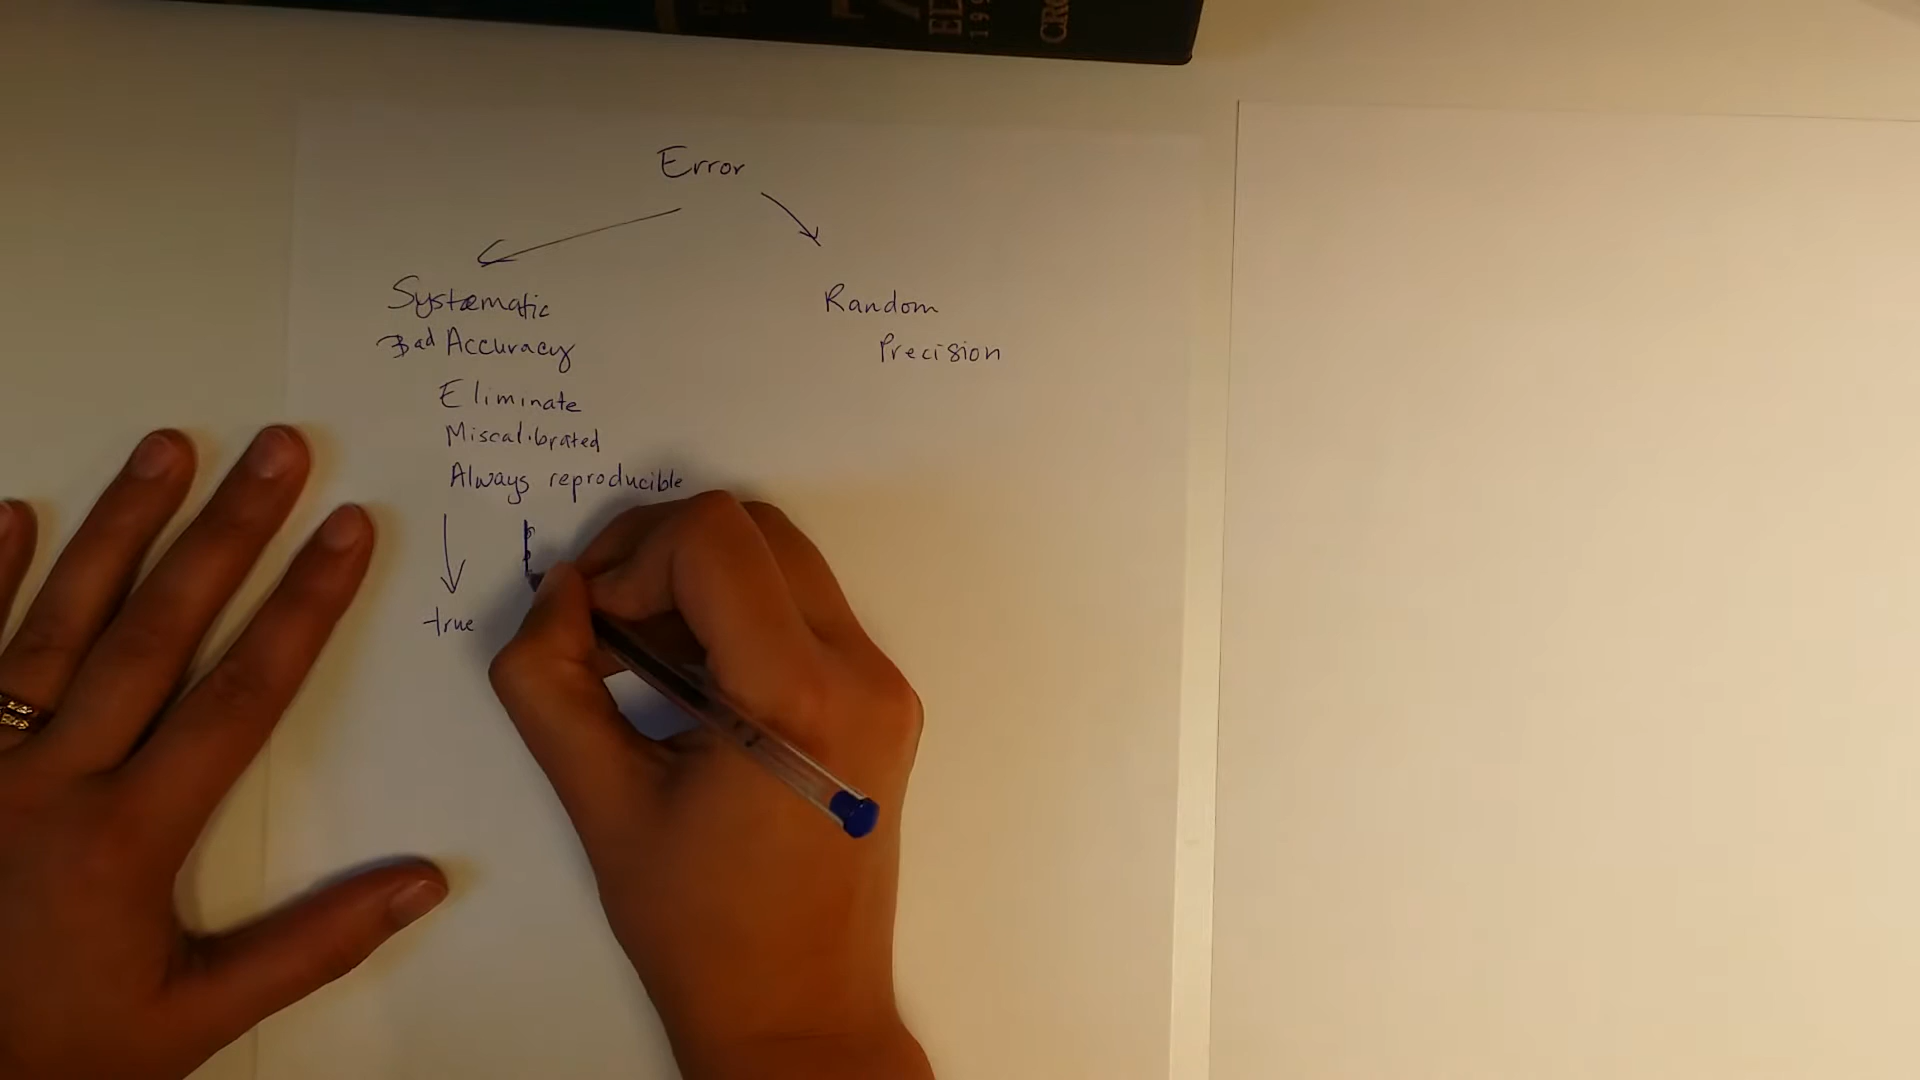 Error
Systematic
Random
Bad Accuracy
Precision
Eliminate
Miscalibrated
Always reproducible
true